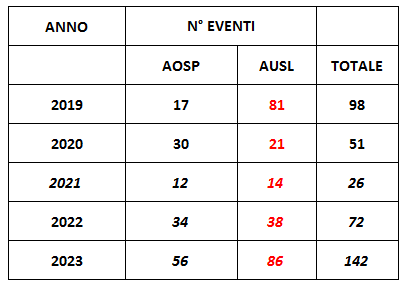 ANNO N° EVENTI
AOSP AUSL TOTALE
2019 17 81 98
2020 30 21 51
2021 12 14 26
2022 34 38 72
2023 56 86 142